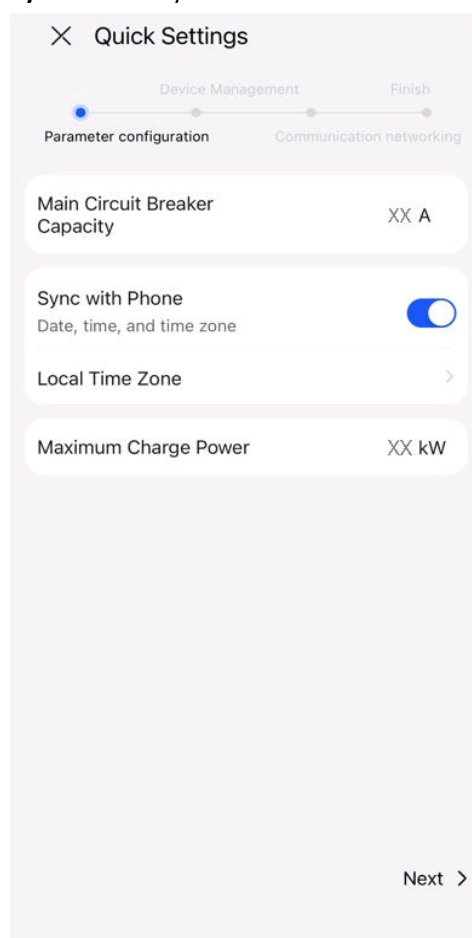 Quick Settings
Device Management
Finish
Parameter configuration
Communication networking
Main Circuit Breaker
Capacity
XX A
Sync with Phone
Date, time, and time zone
Local Time Zone
Maximum Charge Power
XX kW
Next